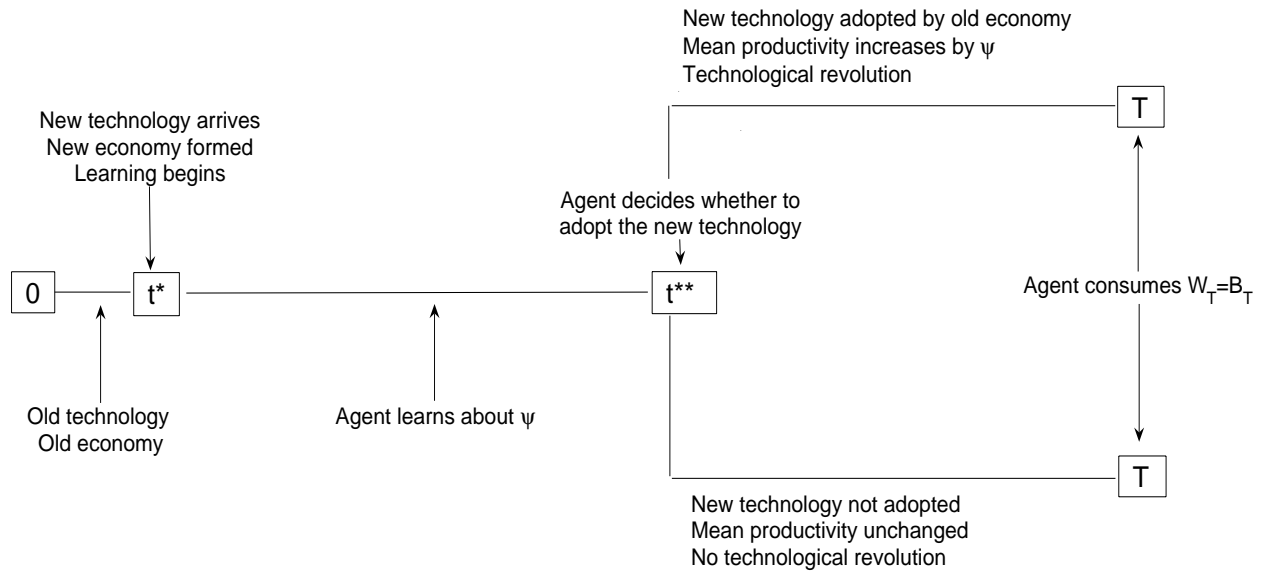 New technology adopted by old economy
Mean productivity increases by ψ
Technological revolution
T
New technology arrives
New economy formed
Learning begins
Agent decides whether to
adopt the new technology
0
t*
t**
Agent consumes W_T=B_T
Old technology
Old economy
Agent learns about ψ
T
New technology not adopted
Mean productivity unchanged
No technological revolution